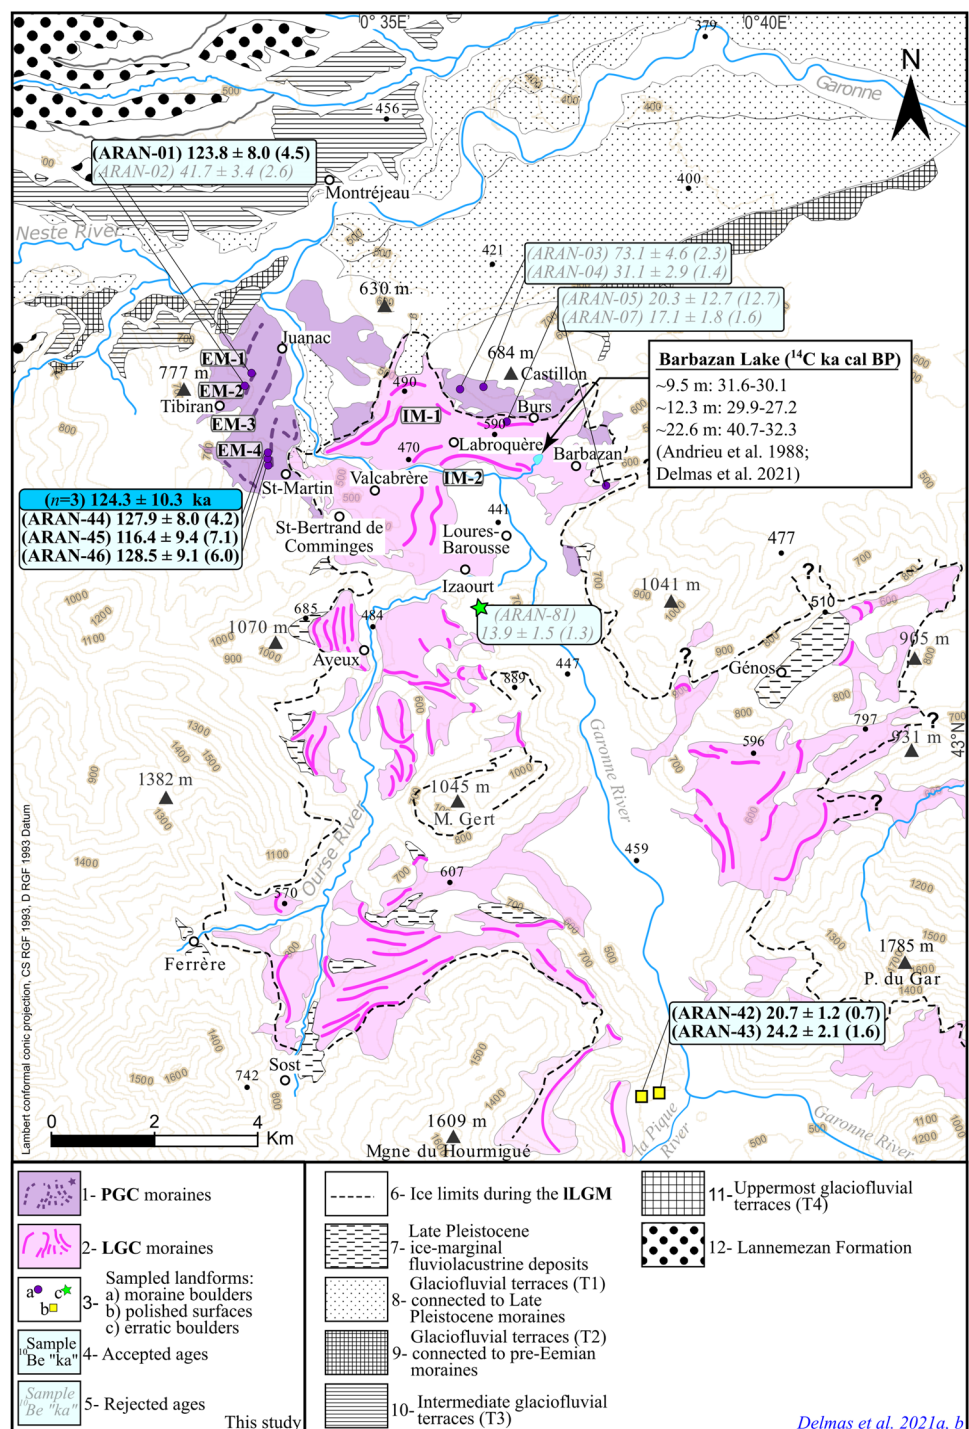 0° 35'E
0°40'E
379
N
Garonne
456
400
500
(ARAN-01) 123.8 ± 8.0 (4.5)
(ARAN-02) 41.7 ± 3.4 (2.6)
Montréjeau
400
Neste River
421
(ARAN-03) 73.1 ± 4.6 (2.3)
(ARAN-04) 31.1 ± 2.9 (1.4)
630 m
(ARAN-05) 20.3 ± 12.7 (12.7)
(ARAN-07) 17.1 ± 1.8 (1.6)
Juanac
EM-1
777 m
684 m
Castillon
Barbazan Lake (¹⁴C ka cal BP)
~9.5 m: 31.6-30.1
~12.3 m: 29.9-27.2
~22.6 m: 40.7-32.3
(Andrieu et al. 1988;
Delmas et al. 2021)
EM-2
490
Tibiran
IM-1
Burs
EM-3
590
Labroquère
EM-4
470
Barbazan
St-Martin
Valcabrère
IM-2
(n=3) 124.3 ± 10.3 ka
(ARAN-44) 127.9 ± 8.0 (4.2)
(ARAN-45) 116.4 ± 9.4 (7.1)
(ARAN-46) 128.5 ± 9.1 (6.0)
St-Bertrand de
Comminges
441
Loures-
Barousse
477
Izaourt
1041 m
?
510
685
484
(ARAN-81)
13.9 ± 1.5 (1.3)
1070 m
905 m
Aveux
447
?
Génos
889
797
?
43°N
596
931 m
1382 m
1045 m
M. Gert
?
Garonne River
Ourse River
459
607
570
Ferrère
1785 m
P. du Gar
(ARAN-42) 20.7 ± 1.2 (0.7)
(ARAN-43) 24.2 ± 2.1 (1.6)
Sost
742
1609 m
Mgne du Hourmigué
la Pique
River
Garonne River
0 2 4
Km
Lambert conformal conic projection, CS RGF 1993, D RGF 1993 Datum
1- PGC moraines
2- LGC moraines
a c b
3- Sampled landforms:
a) moraine boulders
b) polished surfaces
c) erratic boulders
Sample
¹⁰Be "ka"
4- Accepted ages
Sample
¹⁰Be "ka"
5- Rejected ages
This study
6- Ice limits during the lLGM
7- Late Pleistocene
ice-marginal
fluviolacustrine deposits
8- Glaciofluvial terraces (T1)
connected to Late
Pleistocene moraines
9- Glaciofluvial terraces (T2)
connected to pre-Eemian
moraines
10- Intermediate glaciofluvial
terraces (T3)
11- Uppermost glaciofluvial
terraces (T4)
12- Lannemezan Formation
Delmas et al. 2021a, b